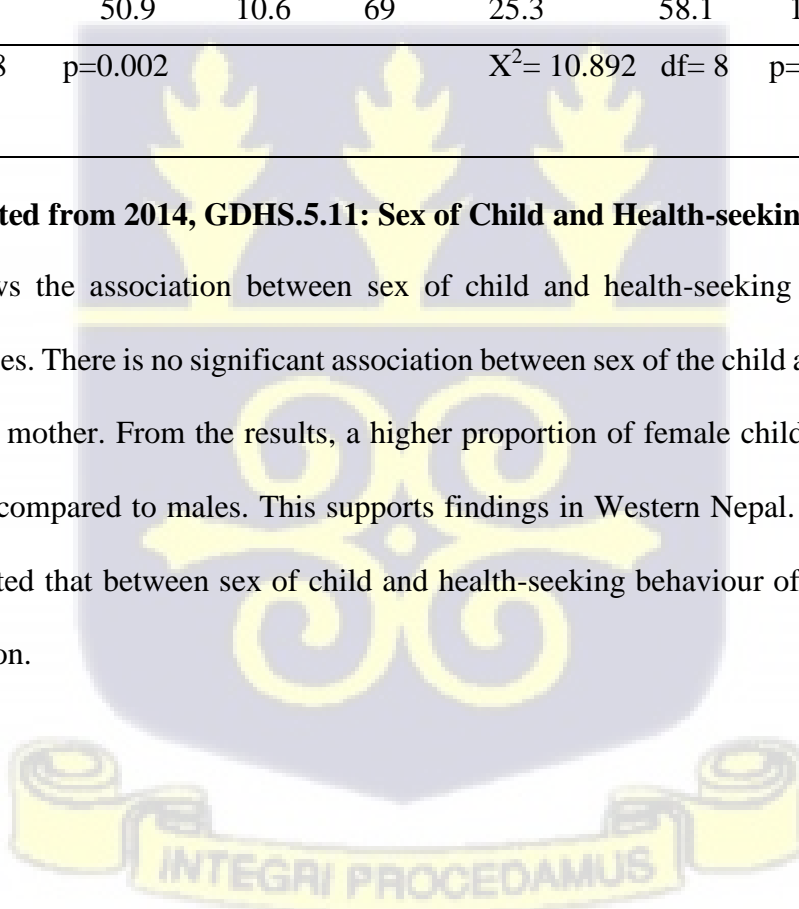 50.9 10.6 69 25.3 58.1 1
8 p=0.002 X²= 10.892 df= 8 p=
ted from 2014, GDHS.5.11: Sex of Child and Health-seekin
ws the association between sex of child and health-seeking
es. There is no significant association between sex of the child a
mother. From the results, a higher proportion of female child
compared to males. This supports findings in Western Nepal.
ted that between sex of child and health-seeking behaviour of
on.
INTEGRI PROCEDAMUS